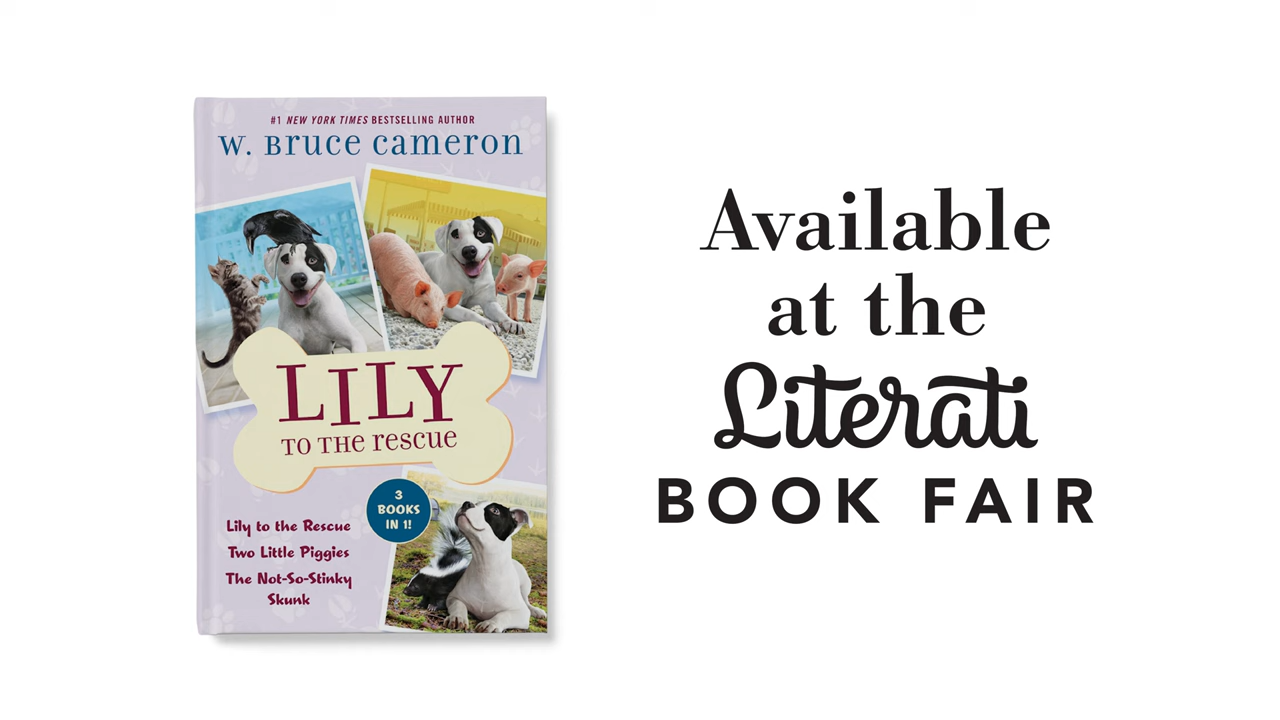 #1 NEW YORK TIMES BESTSELLING AUTHOR
W. Bruce Cameron
LILY
TO THE RESCUE
3
BOOKS
IN 1!
Lily to the Rescue
Two Little Piggies
The Not-So-Stinky
Skunk
Available
at the
Literati
BOOK FAIR